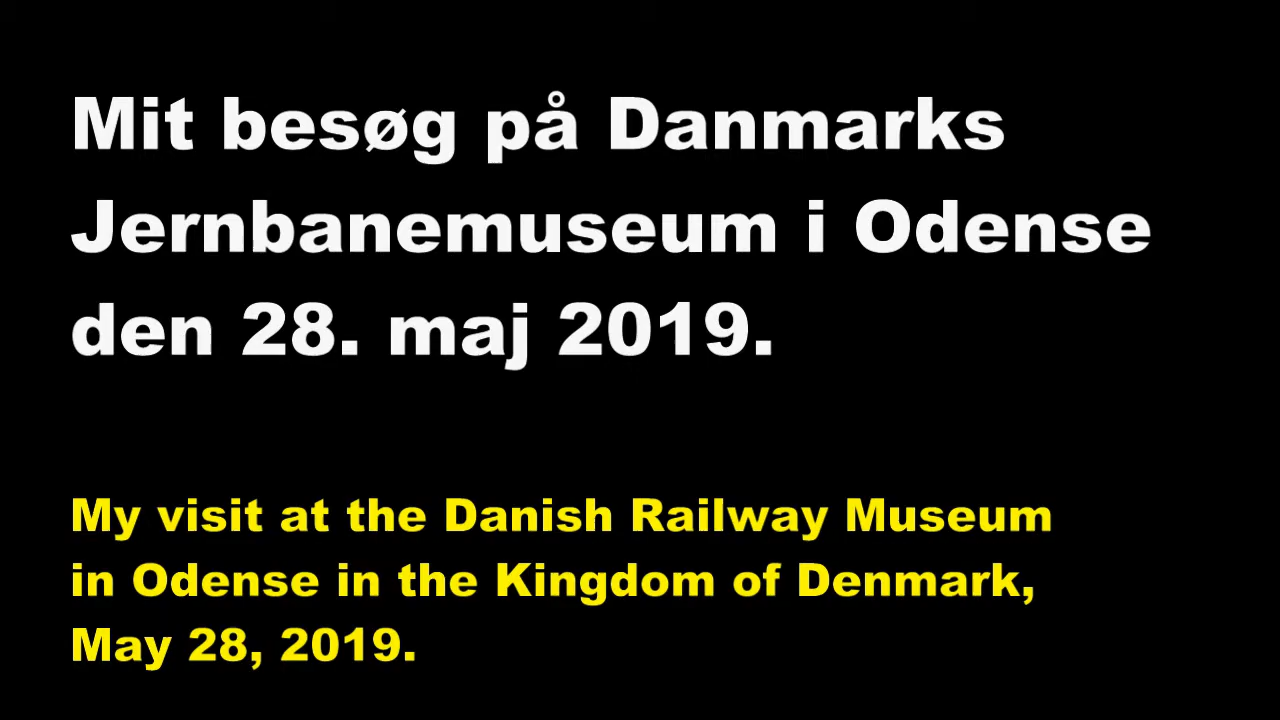 Mit besøg på Danmarks
Jernbanemuseum i Odense
den 28. maj 2019.
My visit at the Danish Railway Museum
in Odense in the Kingdom of Denmark,
May 28, 2019.